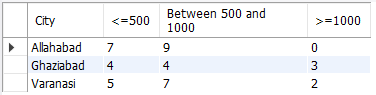 City <=500 Between 500 and 1000 >=1000
Allahabad 7 9 0
Ghaziabad 4 4 3
Varanasi 5 7 2